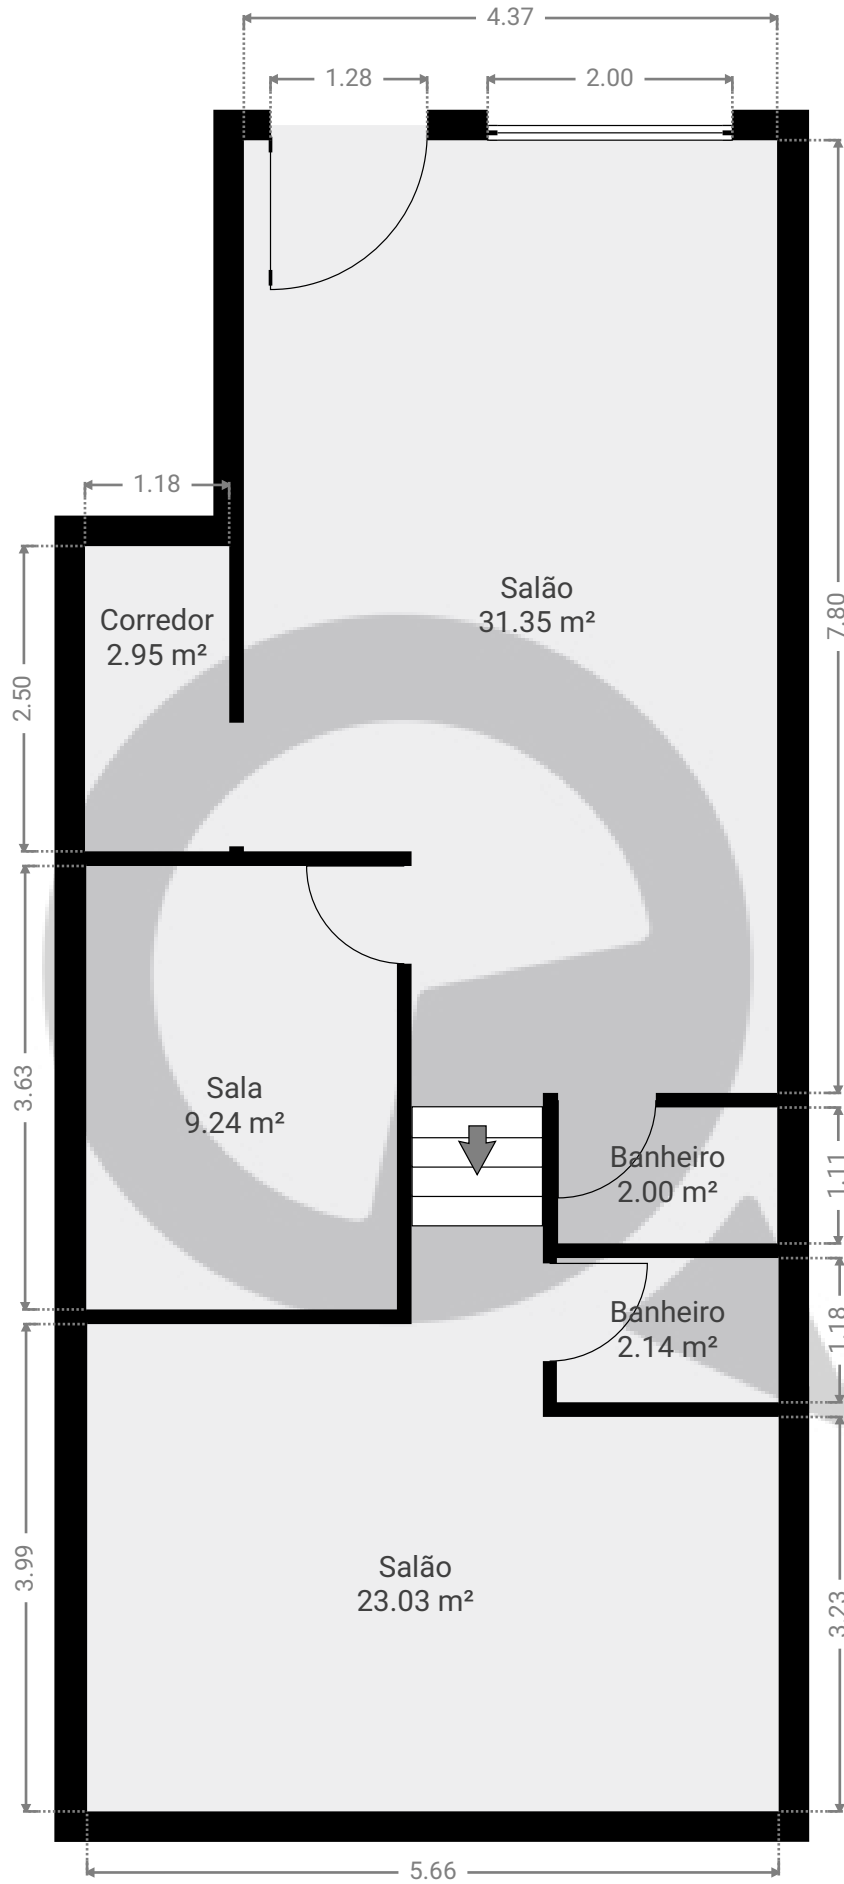 4.37
1.28
2.00
1.18
Salão
31.35 m²
7.80
Corredor
2.95 m²
2.50
Sala
9.24 m²
3.63
Banheiro
2.00 m²
1.11
Banheiro
2.14 m²
1.18
Salão
23.03 m²
3.99
3.23
5.66